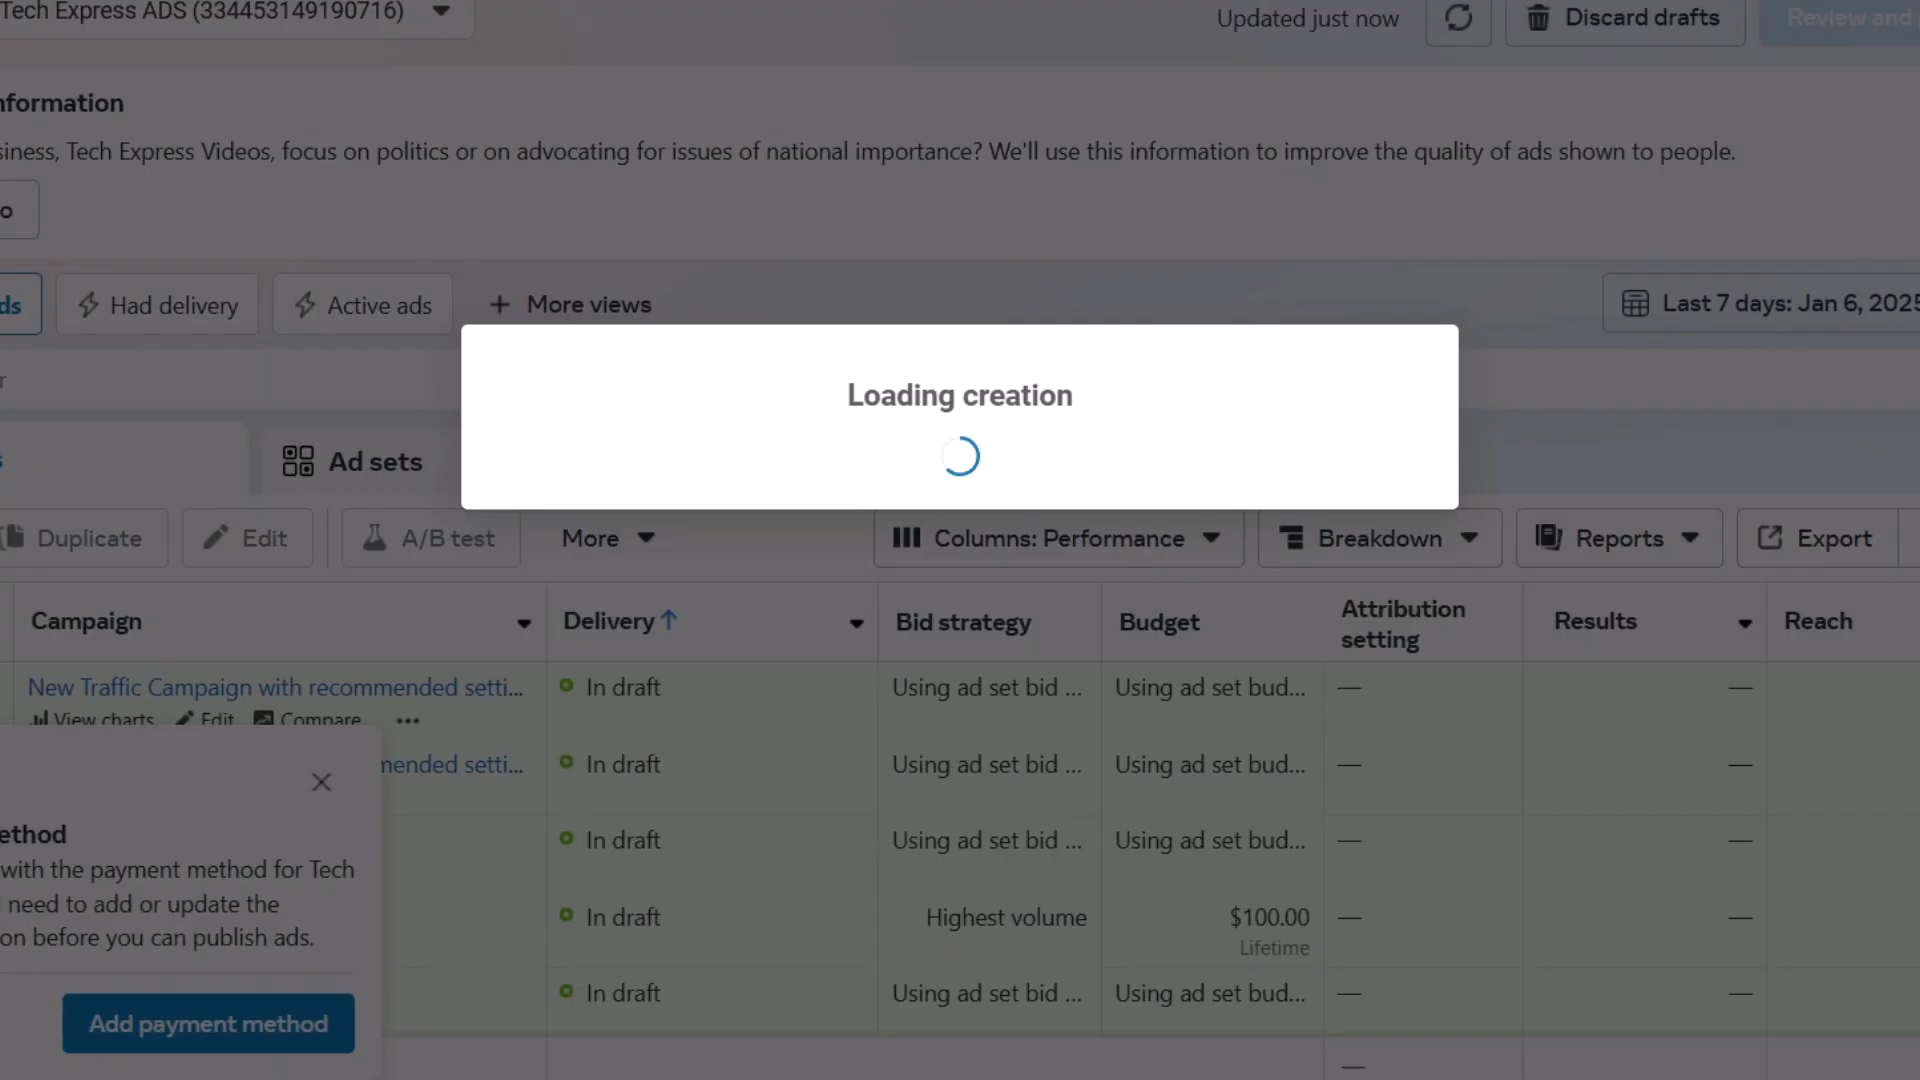 Tech Express ADS (334453149190716)
Updated just now
Discard drafts
Review and
nformation
siness, Tech Express Videos, focus on politics or on advocating for issues of national importance? We'll use this information to improve the quality of ads shown to people.
o
ds
Had delivery
Active ads
+ More views
Last 7 days: Jan 6, 2025
r
Loading creation
s
Ad sets
Duplicate
Edit
A/B test
More
Columns: Performance
Breakdown
Reports
Export
Campaign
Delivery ↑
Bid strategy
Budget
Attribution
setting
Results
Reach
New Traffic Campaign with recommended setti...
In draft
Using ad set bid ...
Using ad set bud...
—
—
View charts
Edit
Compare
...
mended setti...
In draft
Using ad set bid ...
Using ad set bud...
—
—
In draft
Using ad set bid ...
Using ad set bud...
—
—
In draft
Highest volume
$100.00
Lifetime
—
—
In draft
Using ad set bid ...
Using ad set bud...
—
—
—
ethod
with the payment method for Tech
need to add or update the
on before you can publish ads.
Add payment method